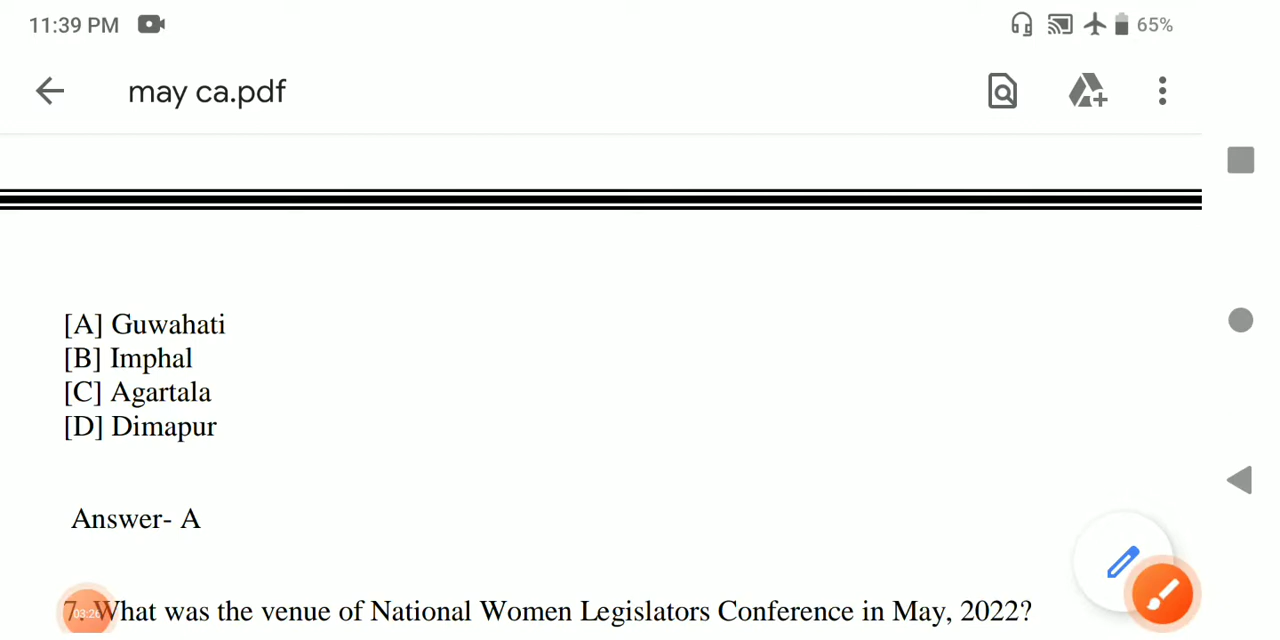 11:39 PM
65%
may ca.pdf
[A] Guwahati
[B] Imphal
[C] Agartala
[D] Dimapur
Answer- A
7. What was the venue of National Women Legislators Conference in May, 2022?